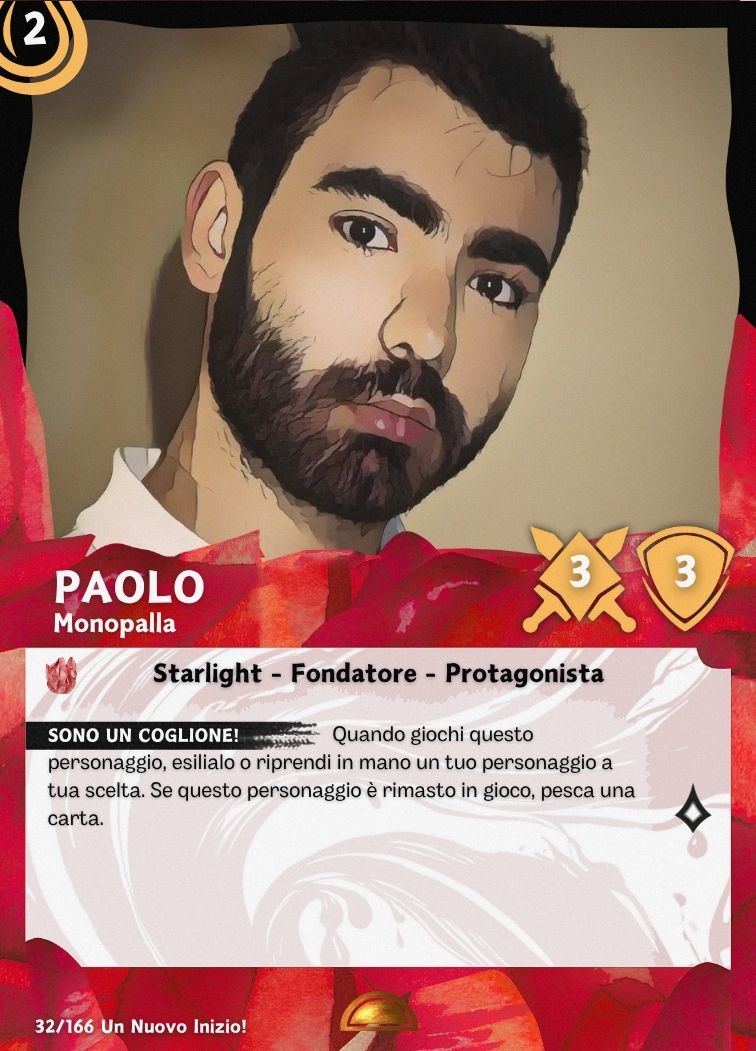 2
3 3
PAOLO
Monopalla
Starlight - Fondatore - Protagonista
SONO UN COGLIONE! Quando giochi questo
personaggio, esilialo o riprendi in mano un tuo personaggio a
tua scelta. Se questo personaggio è rimasto in gioco, pesca una
carta.
32/166 Un Nuovo Inizio!